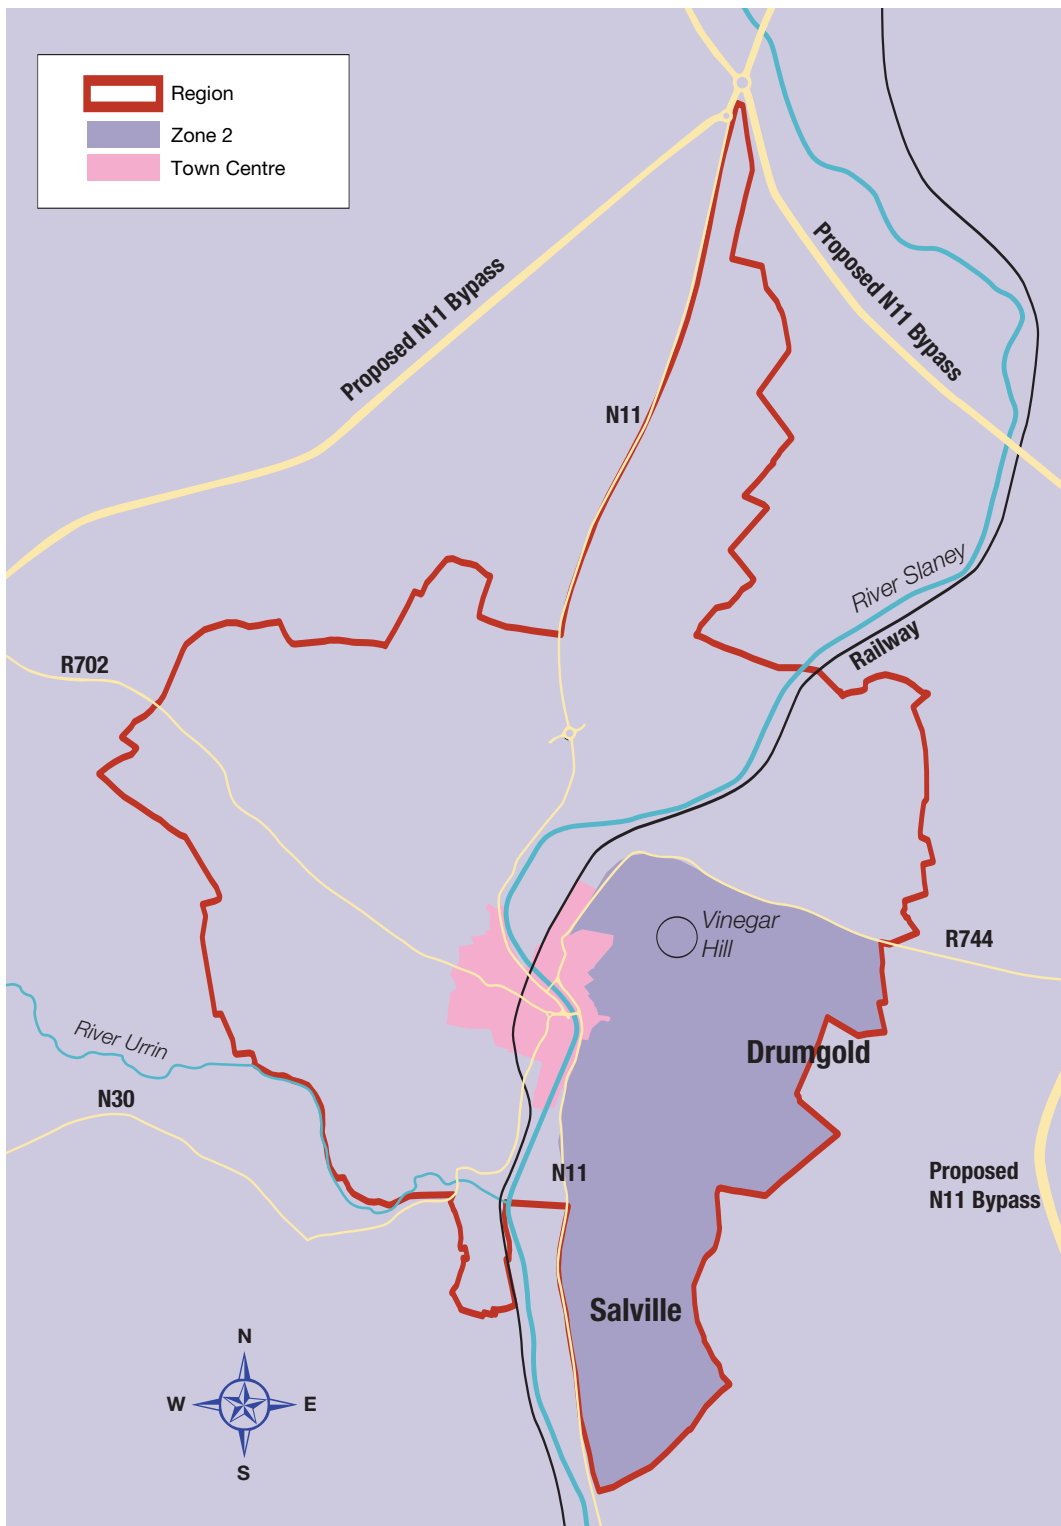 Region
Zone 2
Town Centre
Proposed N11 Bypass
Proposed N11 Bypass
N11
River Slaney
Railway
R702
Vinegar
Hill
R744
River Urrin
Drumgold
N30
N11
Proposed
N11 Bypass
Salville
N
W
E
S